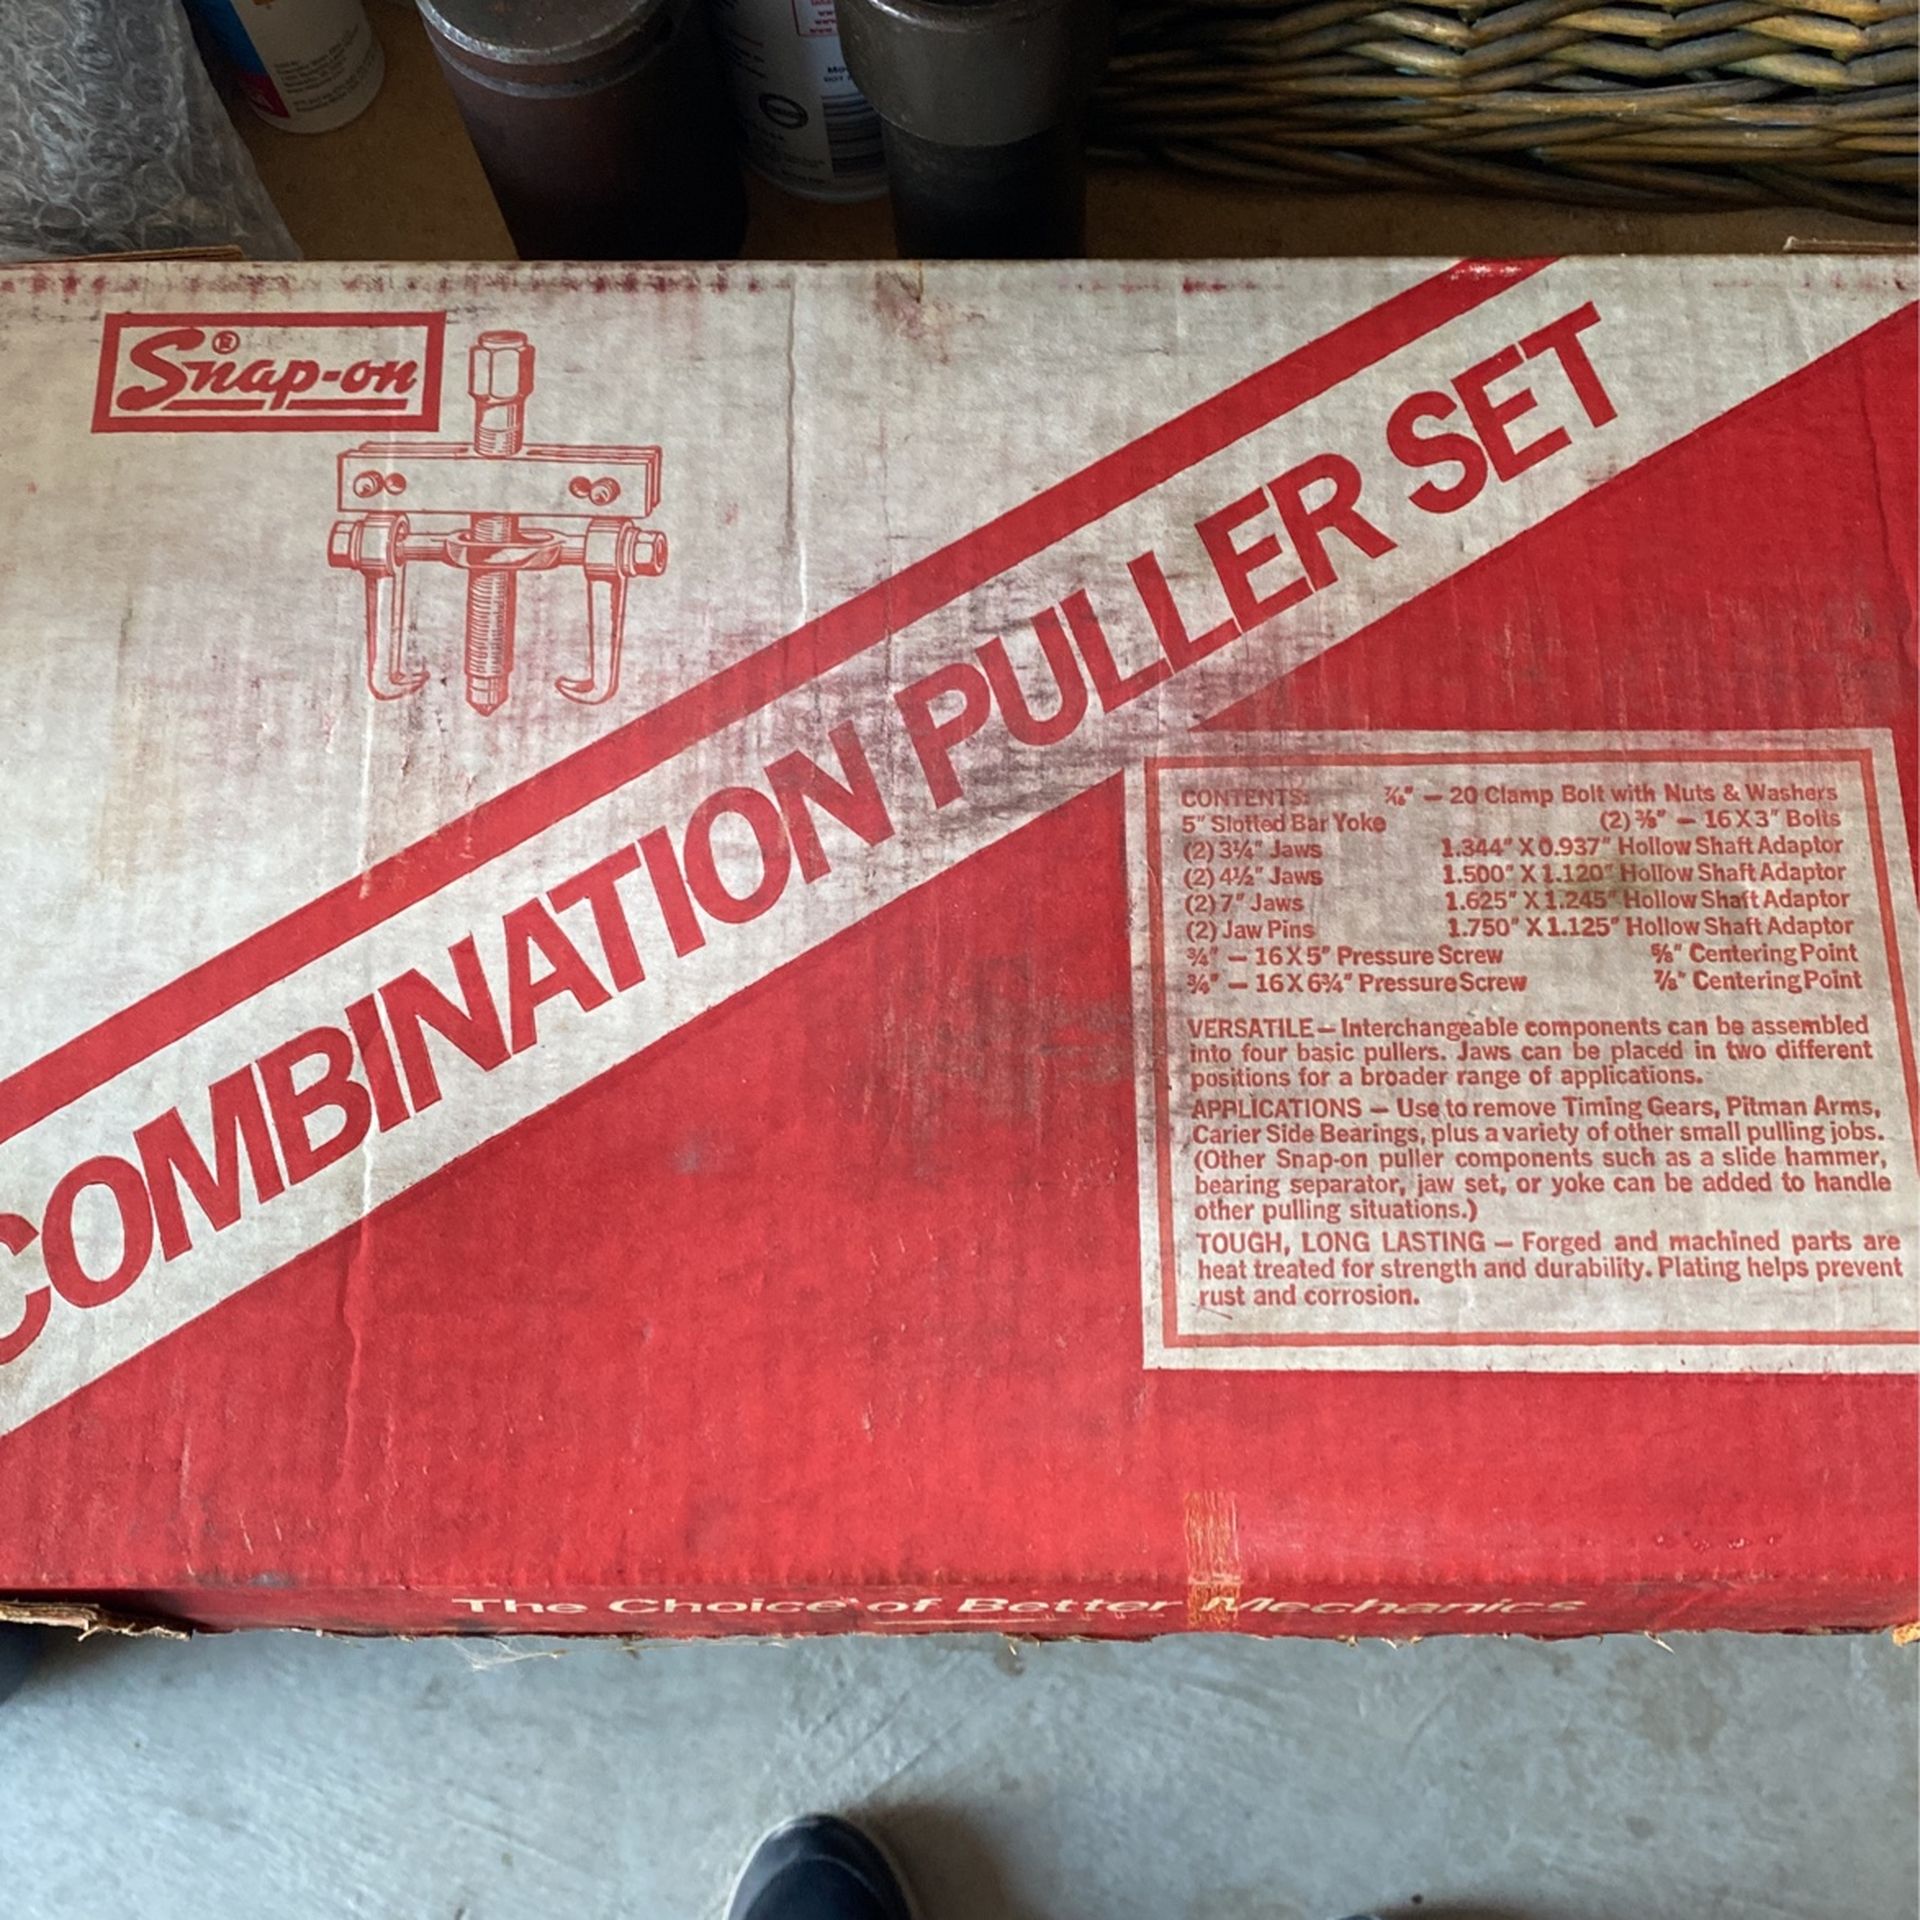 Snap-on®
COMBINATION PULLER SET
CONTENTS: 7/16" — 20 Clamp Bolt with Nuts & Washers
5" Slotted Bar Yoke (2) 3/8" — 16 X 3" Bolts
(2) 3¼" Jaws 1.344" X 0.937" Hollow Shaft Adaptor
(2) 4½" Jaws 1.500" X 1.120" Hollow Shaft Adaptor
(2) 7" Jaws 1.625" X 1.245" Hollow Shaft Adaptor
(2) Jaw Pins 1.750" X 1.125" Hollow Shaft Adaptor
¾" — 16 X 5" Pressure Screw ⅝" Centering Point
¾" — 16 X 6¾" Pressure Screw ⅞" Centering Point
VERSATILE — Interchangeable components can be assembled
into four basic pullers. Jaws can be placed in two different
positions for a broader range of applications.
APPLICATIONS — Use to remove Timing Gears, Pitman Arms,
Carier Side Bearings, plus a variety of other small pulling jobs.
(Other Snap-on puller components such as a slide hammer,
bearing separator, jaw set, or yoke can be added to handle
other pulling situations.)
TOUGH, LONG LASTING — Forged and machined parts are
heat treated for strength and durability. Plating helps prevent
rust and corrosion.
The Choice of Better Mechanics